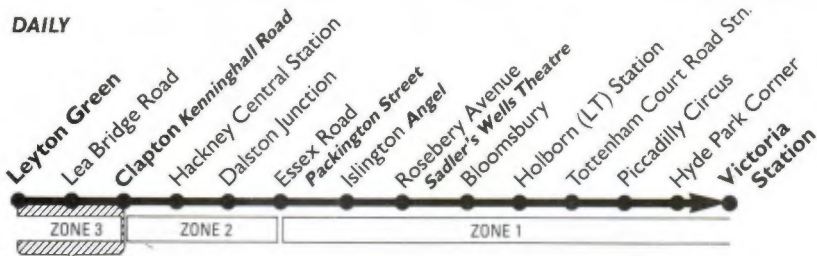 DAILY
Leyton Green
Lea Bridge Road
Clapton Kenninghall Road
Hackney Central Station
Dalston Junction
Essex Road
Packington Street
Islington Angel
Rosebery Avenue
Sadler's Wells Theatre
Bloomsbury
Holborn (LT) Station
Tottenham Court Road Stn.
Piccadilly Circus
Hyde Park Corner
Victoria
Station
ZONE 3
ZONE 2
ZONE 1